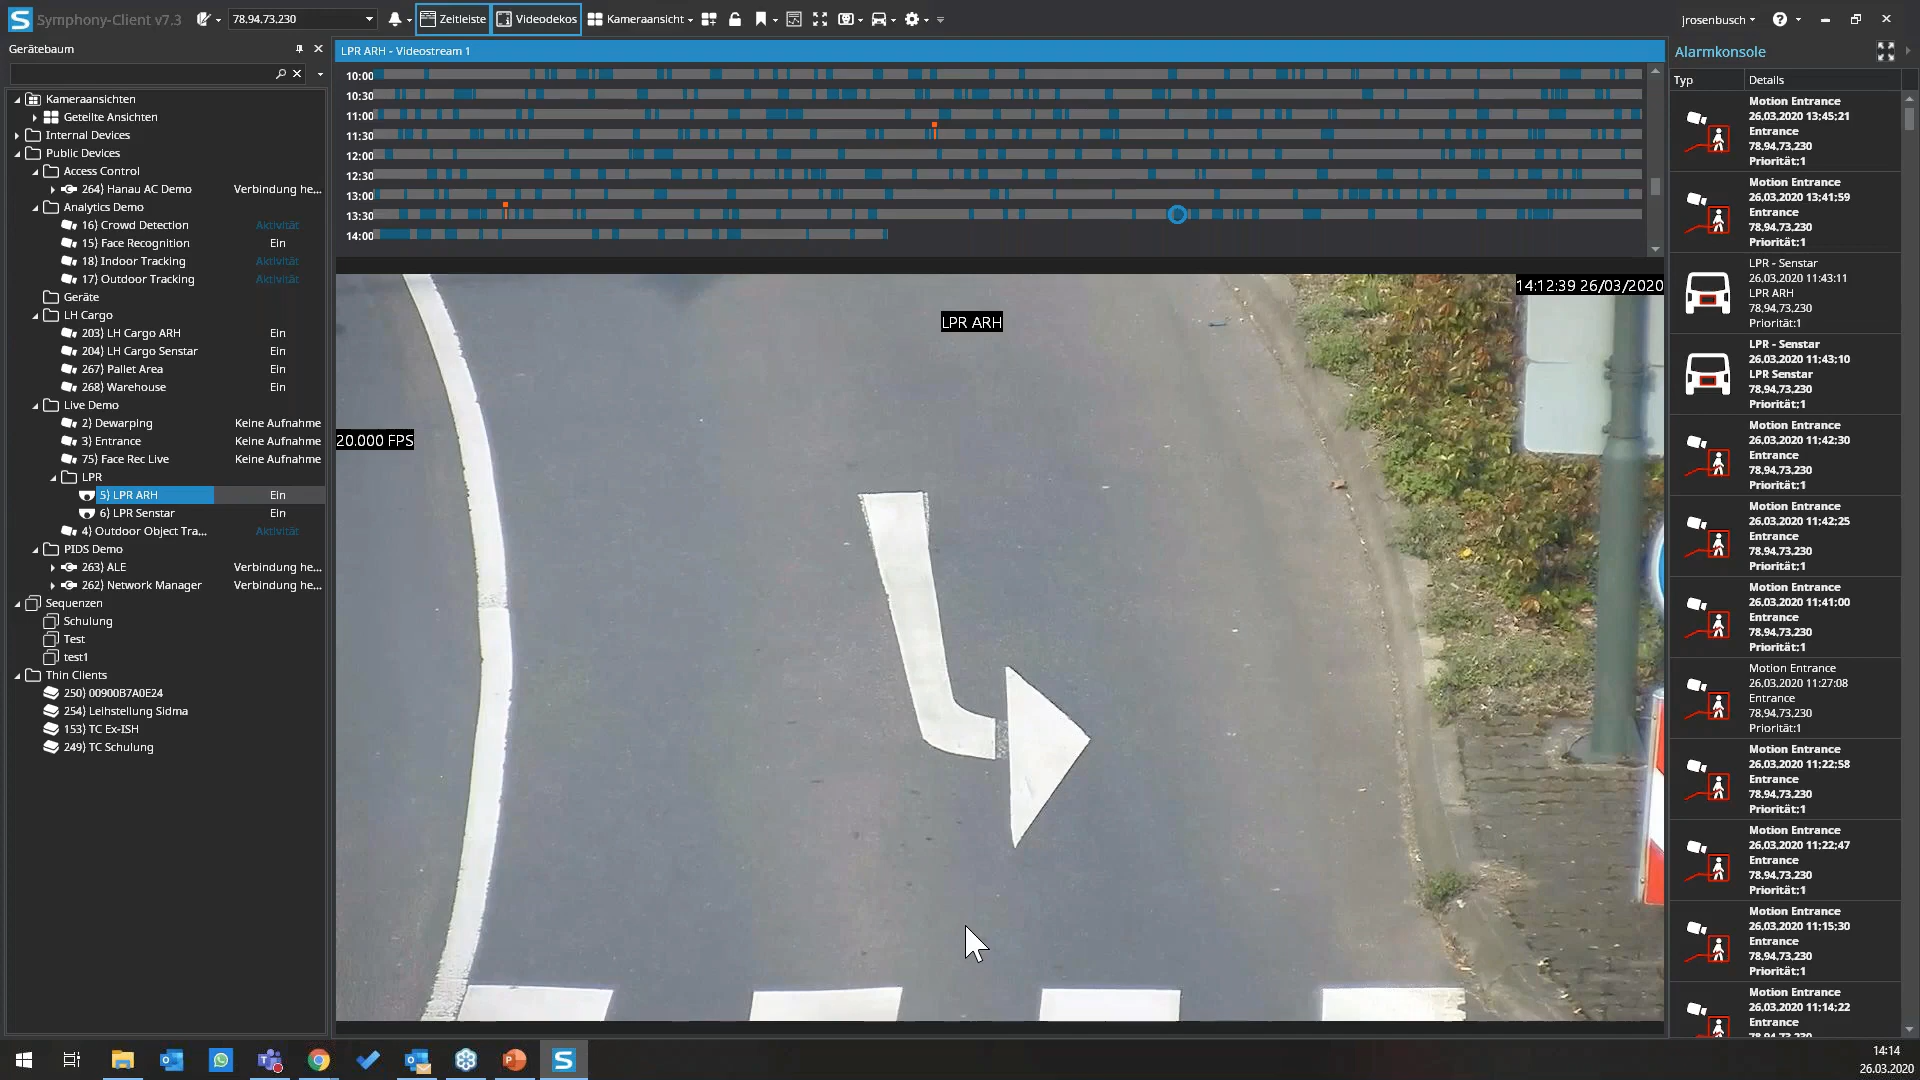 Symphony-Client v7.3
78,94,73,230
Zeitleiste
Videodekos
Kameraansicht
jrosenbusch
Gerätebaum
Kameraansichten
Geteilte Ansichten
Internal Devices
Public Devices
Access Control
264) Hanau AC Demo Verbindung he...
Analytics Demo
16) Crowd Detection Aktivität
15) Face Recognition Ein
18) Indoor Tracking Aktivität
17) Outdoor Tracking Aktivität
Geräte
LH Cargo
203) LH Cargo ARH Ein
204) LH Cargo Senstar Ein
267) Pallet Area Ein
268) Warehouse Ein
Live Demo
2) Dewarping Keine Aufnahme
3) Entrance Keine Aufnahme
75) Face Rec Live Keine Aufnahme
LPR
5) LPR ARH Ein
6) LPR Senstar Ein
4) Outdoor Object Tra... Aktivität
PIDS Demo
263) ALE Verbindung he...
262) Network Manager Verbindung he...
Sequenzen
Schulung
Test
test1
Thin Clients
250) 00900B7A0E24
254) Leihstellung Sidma
153) TC Ex-ISH
249) TC Schulung
LPR ARH - Videostream 1
10:00
10:30
11:00
11:30
12:00
12:30
13:00
13:30
14:00
14:12:39 26/03/2020
LPR ARH
20.000 FPS
Alarmkonsole
Typ Details
Motion Entrance
26.03.2020 13:45:21
Entrance
78.94.73.230
Priorität:1
Motion Entrance
26.03.2020 13:41:59
Entrance
78.94.73.230
Priorität:1
LPR - Senstar
26.03.2020 11:43:11
LPR ARH
78.94.73.230
Priorität:1
LPR - Senstar
26.03.2020 11:43:10
LPR Senstar
78.94.73.230
Priorität:1
Motion Entrance
26.03.2020 11:42:30
Entrance
78.94.73.230
Priorität:1
Motion Entrance
26.03.2020 11:42:25
Entrance
78.94.73.230
Priorität:1
Motion Entrance
26.03.2020 11:41:00
Entrance
78.94.73.230
Priorität:1
Motion Entrance
26.03.2020 11:27:08
Entrance
78.94.73.230
Priorität:1
Motion Entrance
26.03.2020 11:22:58
Entrance
78.94.73.230
Priorität:1
Motion Entrance
26.03.2020 11:22:47
Entrance
78.94.73.230
Priorität:1
Motion Entrance
26.03.2020 11:15:30
Entrance
78.94.73.230
Priorität:1
Motion Entrance
26.03.2020 11:14:22
Entrance
78.94.73.230
14:14
26.03.2020